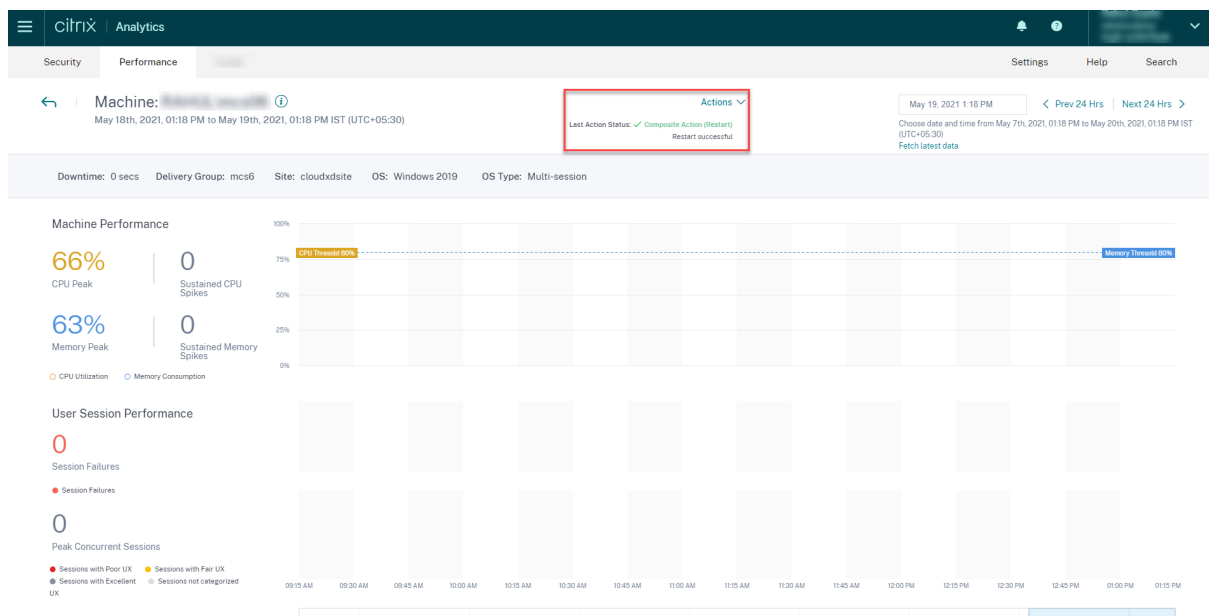 citrix Analytics
Security Performance Settings Help Search
Machine:
May 18th, 2021, 01:18 PM to May 19th, 2021, 01:18 PM IST (UTC+05:30)
Actions
Last Action Status: ✓ Composite Action (Restart)
Restart successful
May 19, 2021 1:18 PM
Prev 24 Hrs Next 24 Hrs
Choose date and time from May 7th, 2021, 01:18 PM to May 20th, 2021, 01:18 PM IST
(UTC+05:30)
Fetch latest data
Downtime: 0 secs Delivery Group: mcs6 Site: cloudxdsite OS: Windows 2019 OS Type: Multi-session
Machine Performance
66%
CPU Peak
0
Sustained CPU
Spikes
63%
Memory Peak
0
Sustained Memory
Spikes
CPU Utilization Memory Consumption
100%
75%
50%
25%
0%
CPU Thresold 80%
Memory Thresold 80%
User Session Performance
0
Session Failures
Session Failures
0
Peak Concurrent Sessions
Sessions with Poor UX Sessions with Fair UX
Sessions with Excellent Sessions not categorized
UX
09:15 AM 09:30 AM 09:45 AM 10:00 AM 10:15 AM 10:30 AM 10:45 AM 11:00 AM 11:15 AM 11:30 AM 11:45 AM 12:00 PM 12:15 PM 12:30 PM 12:45 PM 01:00 PM 01:15 PM